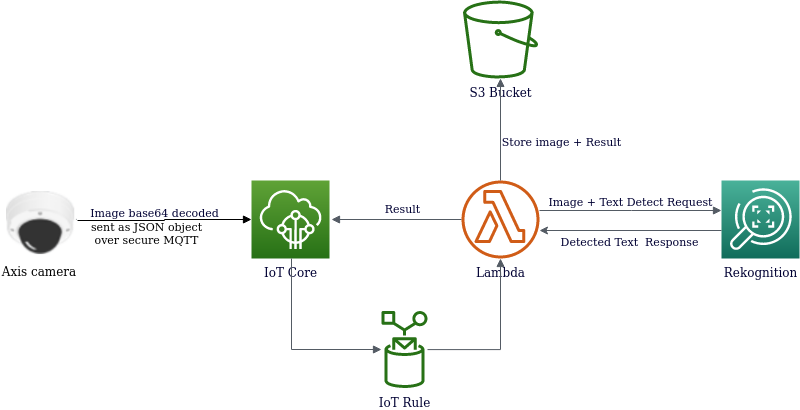 S3 Bucket
Store image + Result
Image base64 decoded
sent as JSON object
over secure MQTT
Result
Image + Text Detect Request
Detected Text Response
Axis camera
IoT Core
Lambda
Rekognition
IoT Rule